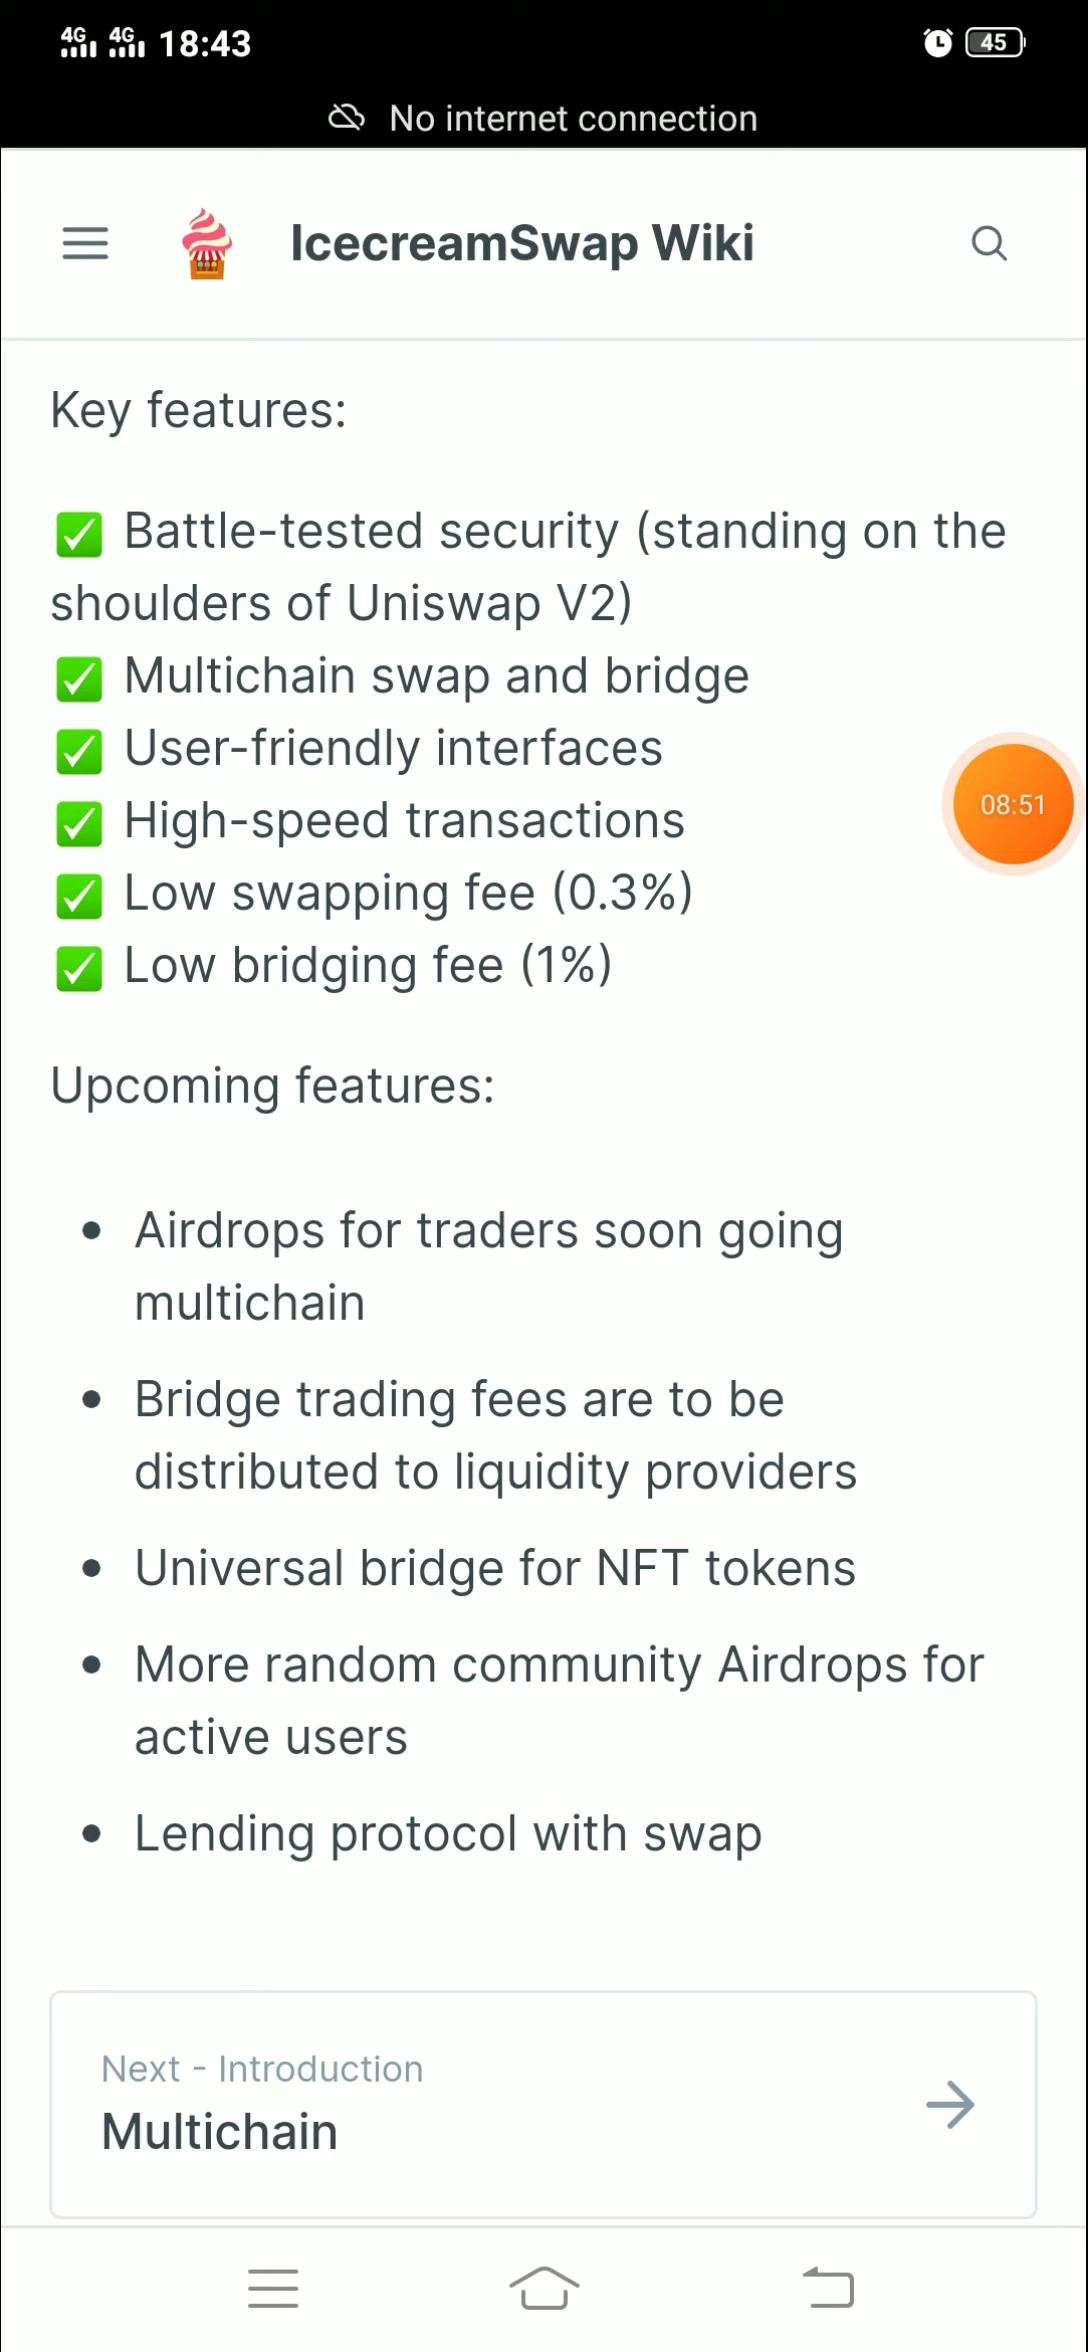 4G 4G 18:43 45
No internet connection
IcecreamSwap Wiki
Key features:
✅ Battle-tested security (standing on the
shoulders of Uniswap V2)
✅ Multichain swap and bridge
✅ User-friendly interfaces
✅ High-speed transactions
08:51
✅ Low swapping fee (0.3%)
✅ Low bridging fee (1%)
Upcoming features:
• Airdrops for traders soon going
multichain
• Bridge trading fees are to be
distributed to liquidity providers
• Universal bridge for NFT tokens
• More random community Airdrops for
active users
• Lending protocol with swap
Next - Introduction
Multichain